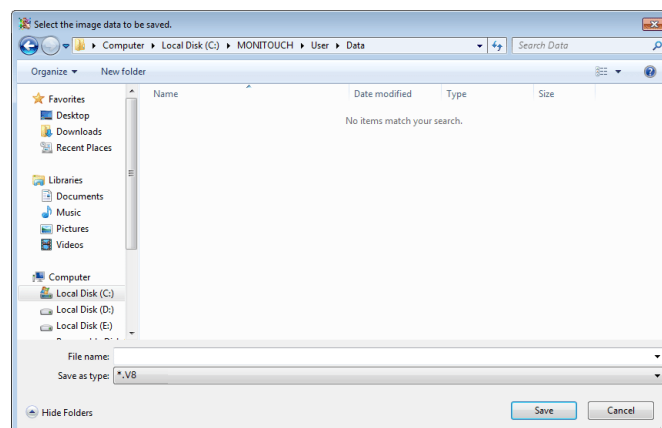 Select the image data to be saved.
Computer Local Disk (C:) MONITOUCH User Data
Search Data
Organize New folder
Name Date modified Type Size
No items match your search.
Favorites
Desktop
Downloads
Recent Places
Libraries
Documents
Music
Pictures
Videos
Computer
Local Disk (C:)
Local Disk (D:)
Local Disk (E:)
File name:
Save as type: *.V8
Hide Folders Save Cancel